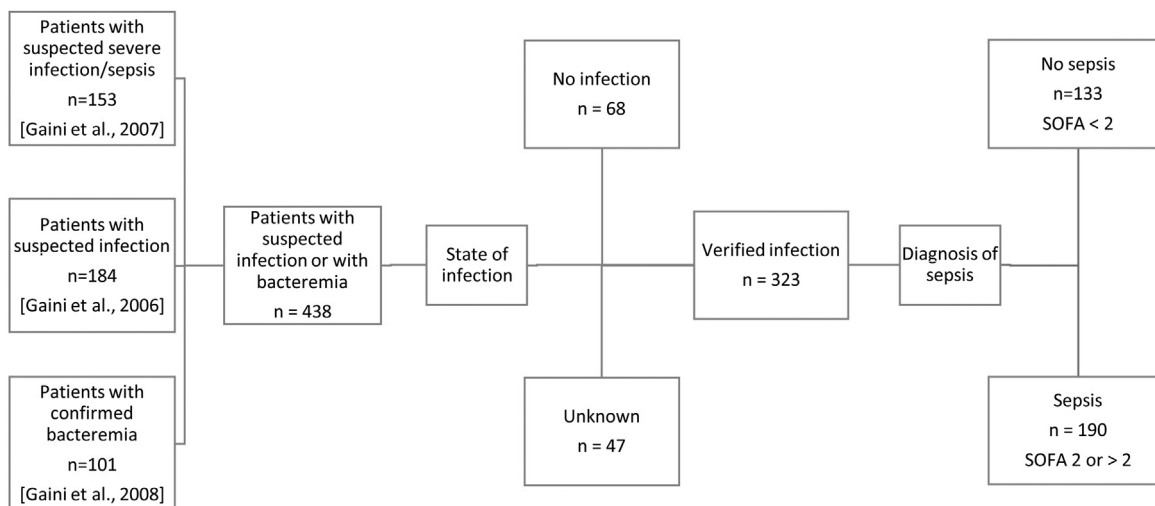 Patients with
suspected severe
infection/sepsis
n=153
[Gaini et al., 2007]
Patients with
suspected infection
n=184
[Gaini et al., 2006]
Patients with
confirmed
bacteremia
n=101
[Gaini et al., 2008]
Patients with
suspected
infection or with
bacteremia
n = 438
State of
infection
No infection
n = 68
Unknown
n = 47
Verified infection
n = 323
Diagnosis of
sepsis
No sepsis
n=133
SOFA < 2
Sepsis
n = 190
SOFA 2 or > 2